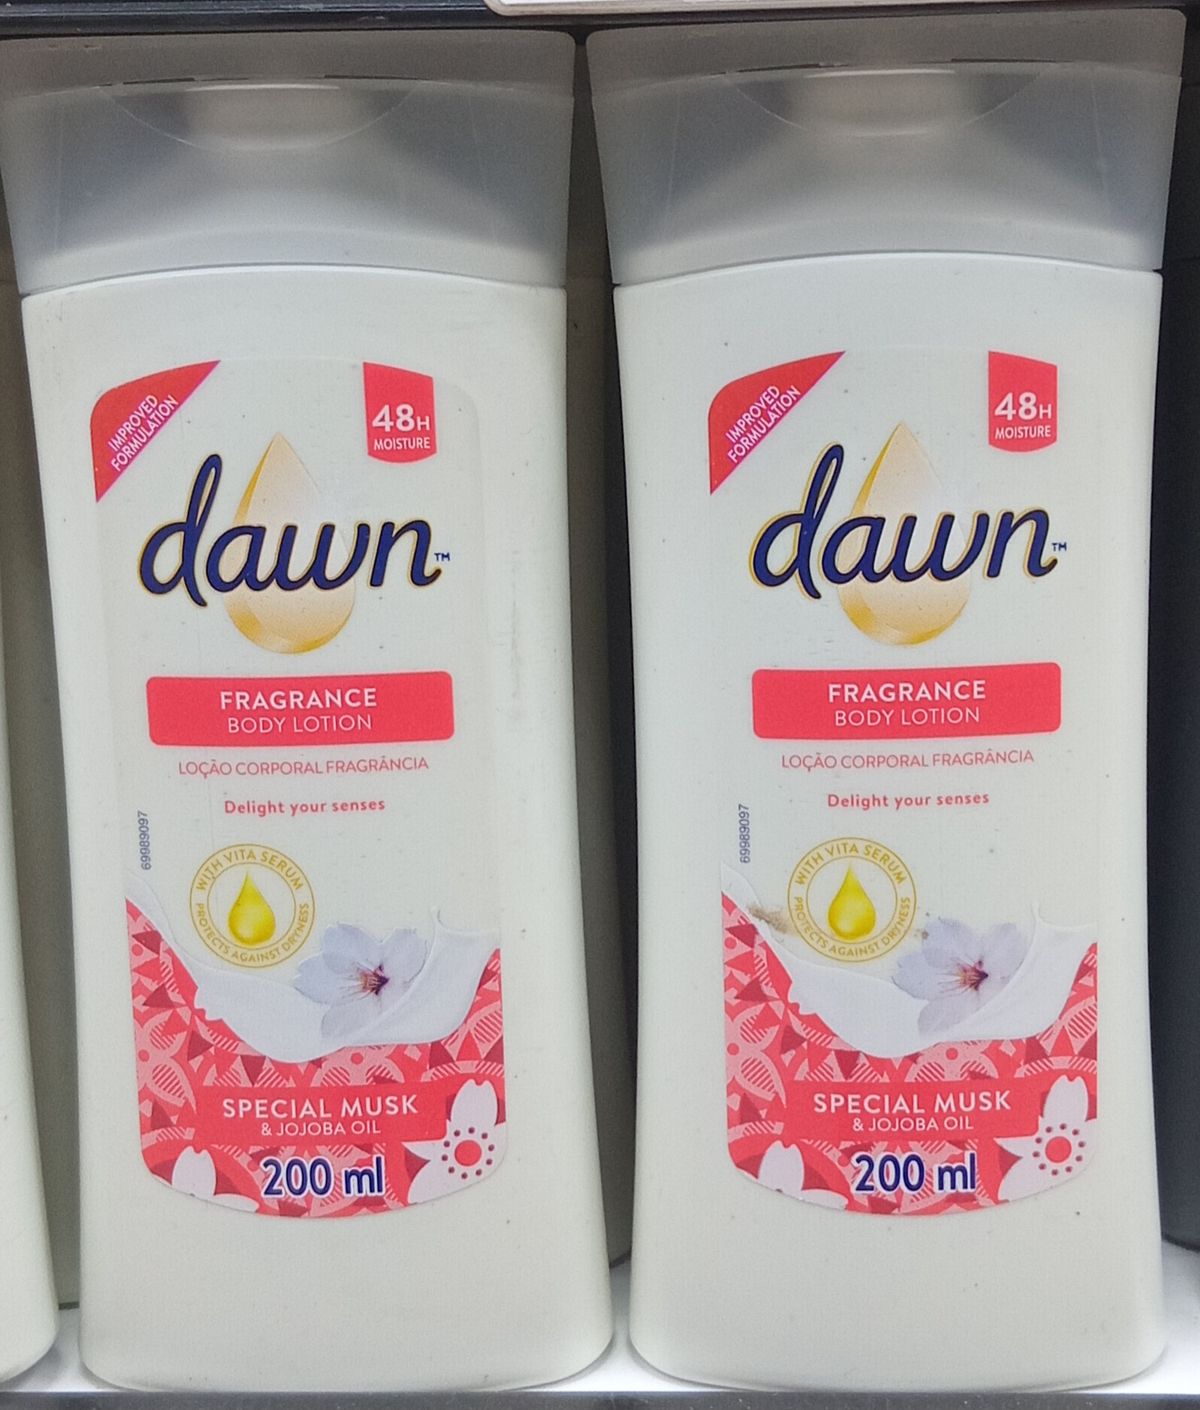 IMPROVED
FORMULATION
48H
MOISTURE
dawn™
FRAGRANCE
BODY LOTION
LOÇÃO CORPORAL FRAGRÂNCIA
Delight your senses
69989097
WITH VITA SERUM
PROTECTS AGAINST DRYNESS
SPECIAL MUSK
& JOJOBA OIL
200 ml
IMPROVED
FORMULATION
48H
MOISTURE
dawn™
FRAGRANCE
BODY LOTION
LOÇÃO CORPORAL FRAGRÂNCIA
Delight your senses
69989097
WITH VITA SERUM
PROTECTS AGAINST DRYNESS
SPECIAL MUSK
& JOJOBA OIL
200 ml